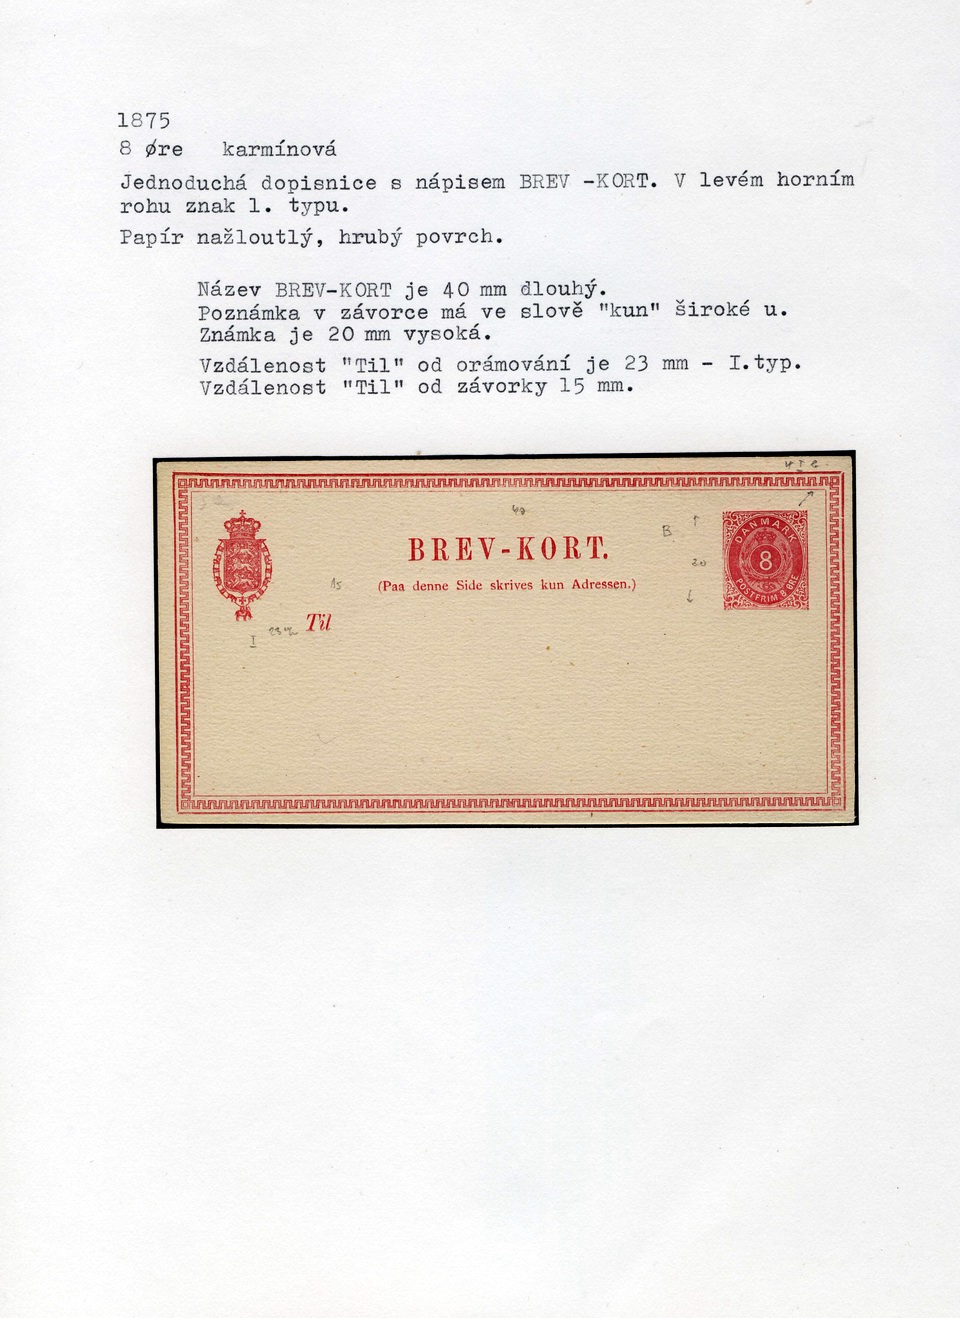 1875
8 øre karmínová
Jednoduchá dopisnice s nápisem BREV -KORT. V levém horním
rohu znak 1. typu.
Papír nažloutlý, hrubý povrch.
Název BREV-KORT je 40 mm dlouhý.
Poznámka v závorce má ve slově "kun" široké u.
Známka je 20 mm vysoká.
Vzdálenost "Til" od orámování je 23 mm - I.typ.
Vzdálenost "Til" od závorky 15 mm.
40
B
BREV-KORT.
DANMARK
8
POSTFRIM. 8 ØRE
20
15
(Paa denne Side skrives kun Adressen.)
Til
I